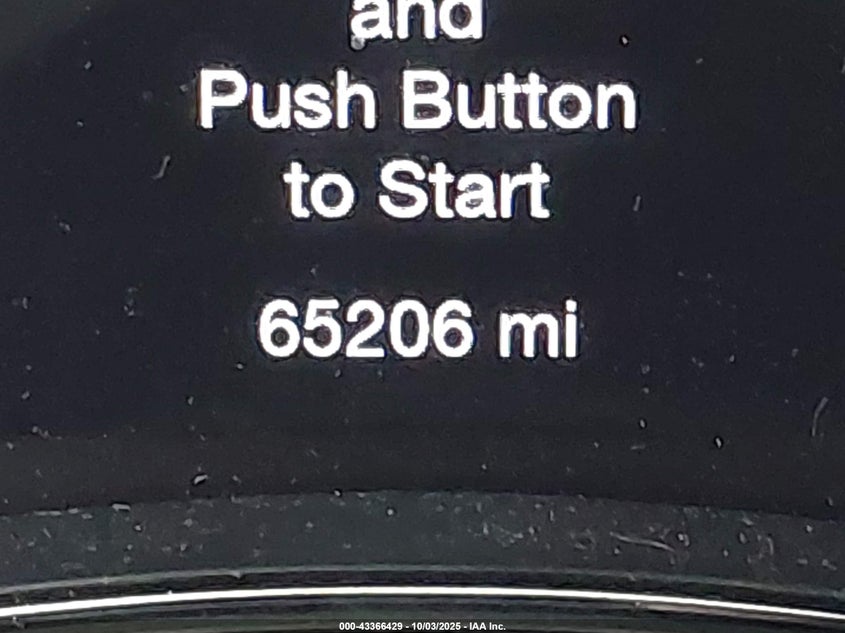 and
Push Button
to Start
65206 mi
000-43366429 - 10/03/2025 - IAA Inc.